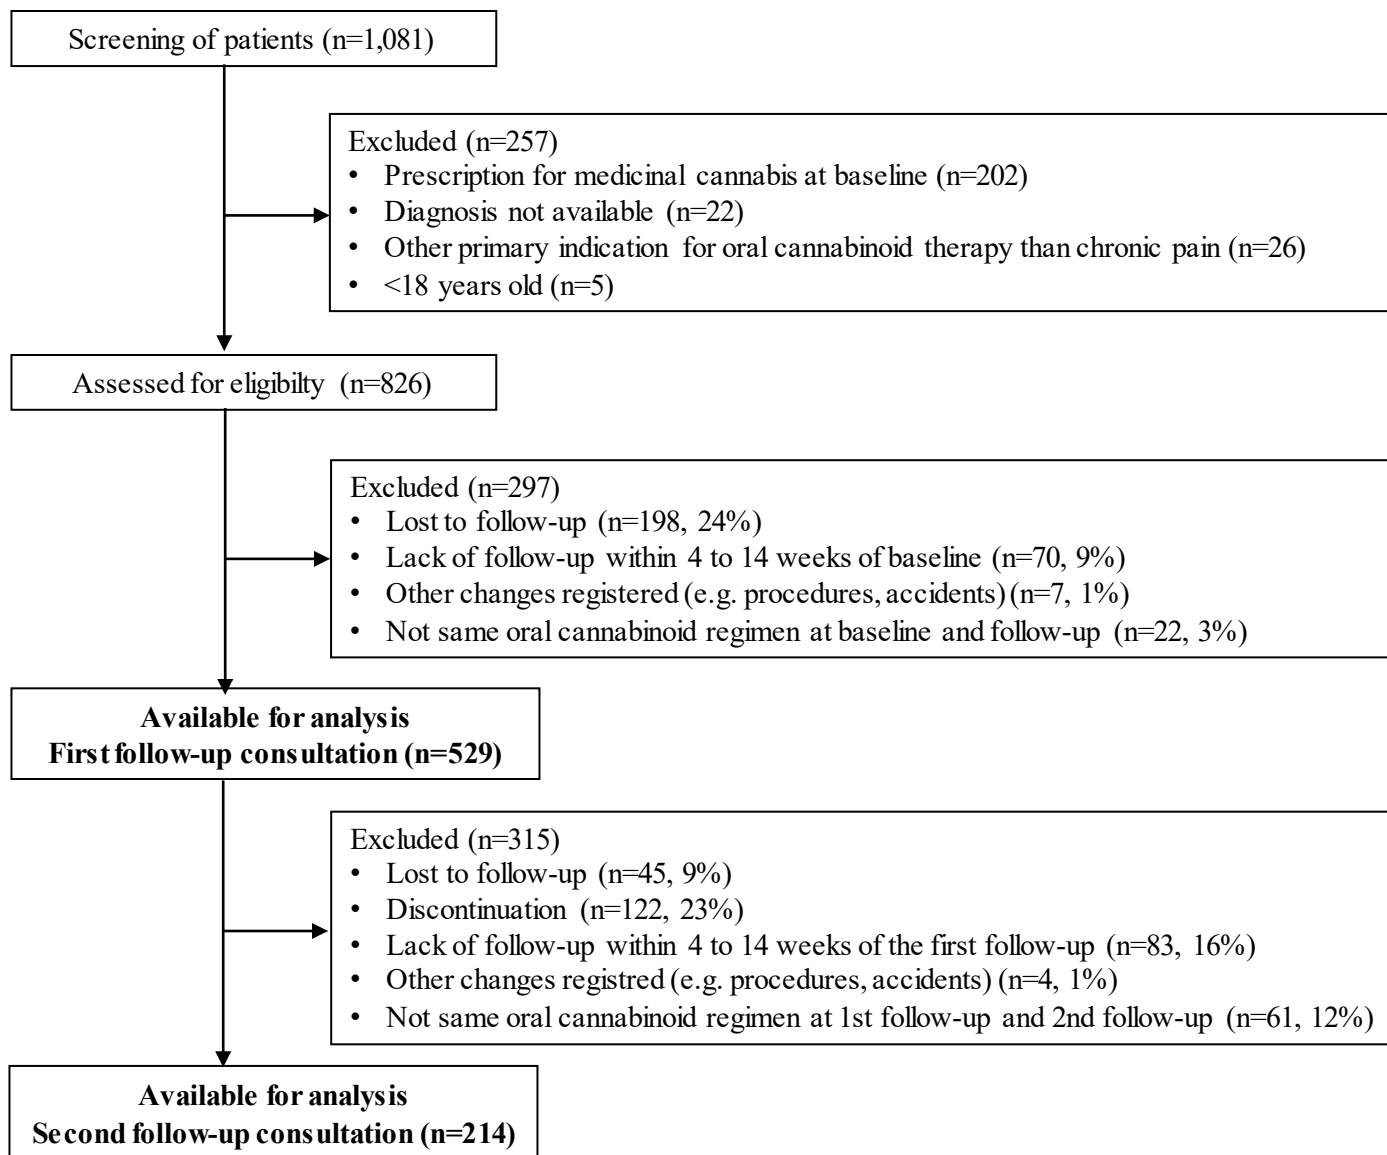 Screening of patients (n=1,081)
Excluded (n=257)
• Prescription for medicinal cannabis at baseline (n=202)
• Diagnosis not available (n=22)
• Other primary indication for oral cannabinoid therapy than chronic pain (n=26)
• <18 years old (n=5)
Assessed for eligibilty (n=826)
Excluded (n=297)
• Lost to follow-up (n=198, 24%)
• Lack of follow-up within 4 to 14 weeks of baseline (n=70, 9%)
• Other changes registered (e.g. procedures, accidents) (n=7, 1%)
• Not same oral cannabinoid regimen at baseline and follow-up (n=22, 3%)
Available for analysis
First follow-up consultation (n=529)
Excluded (n=315)
• Lost to follow-up (n=45, 9%)
• Discontinuation (n=122, 23%)
• Lack of follow-up within 4 to 14 weeks of the first follow-up (n=83, 16%)
• Other changes registred (e.g. procedures, accidents) (n=4, 1%)
• Not same oral cannabinoid regimen at 1st follow-up and 2nd follow-up (n=61, 12%)
Available for analysis
Second follow-up consultation (n=214)